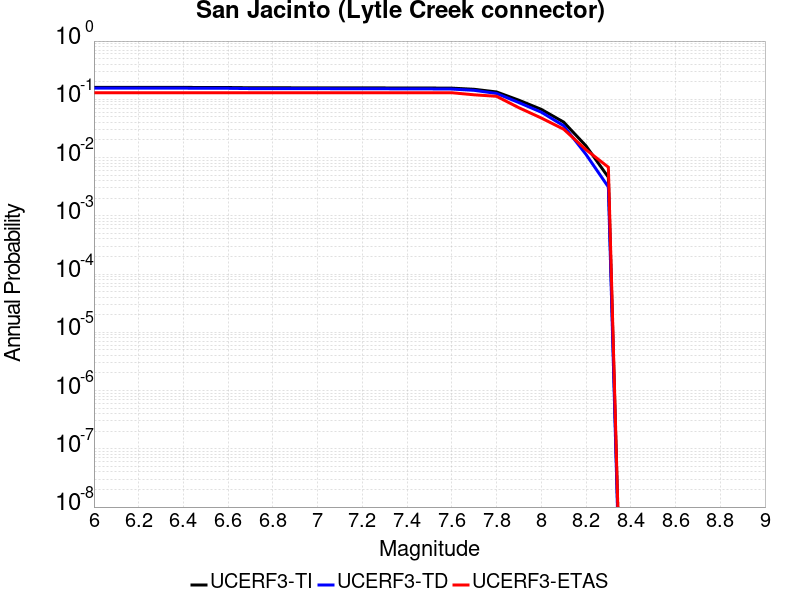 San Jacinto (Lytle Creek connector)
10^0
10^-1
10^-2
10^-3
10^-4
10^-5
10^-6
10^-7
10^-8
Annual Probability
6 6.2 6.4 6.6 6.8 7 7.2 7.4 7.6 7.8 8 8.2 8.4 8.6 8.8 9
Magnitude
UCERF3-TI UCERF3-TD UCERF3-ETAS